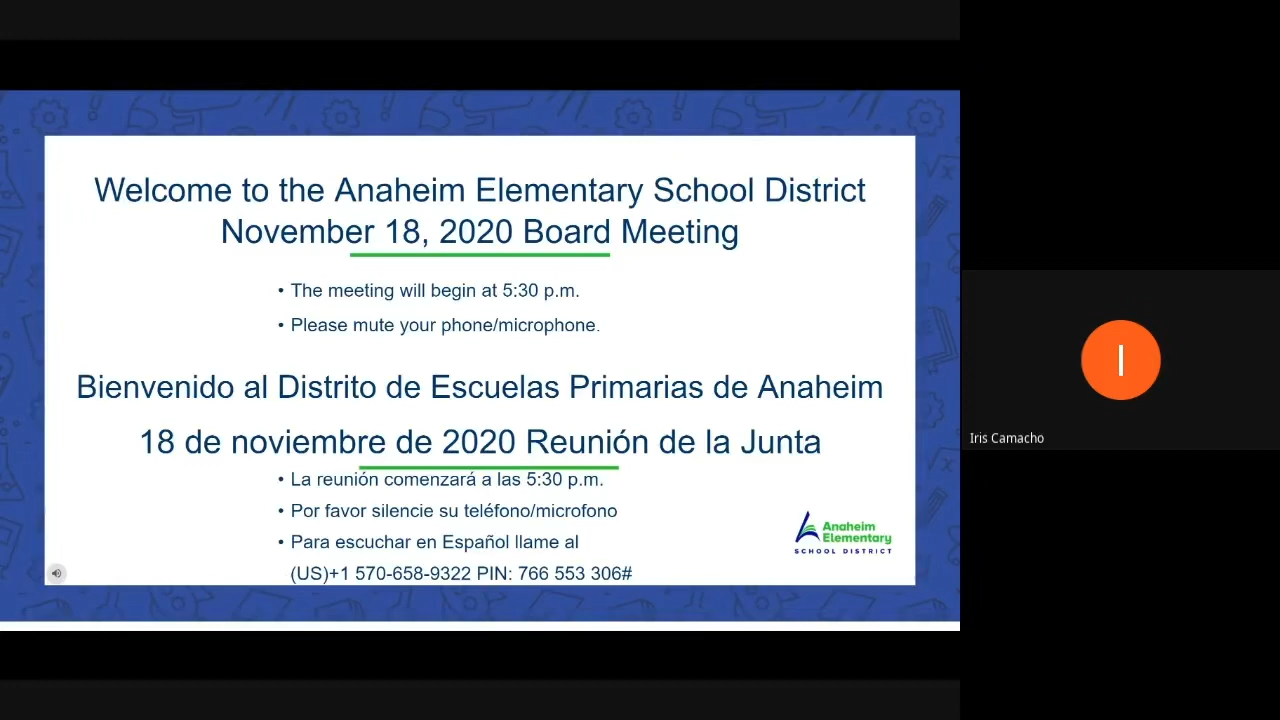 Welcome to the Anaheim Elementary School District
November 18, 2020 Board Meeting
• The meeting will begin at 5:30 p.m.
• Please mute your phone/microphone.
Bienvenido al Distrito de Escuelas Primarias de Anaheim
18 de noviembre de 2020 Reunión de la Junta
• La reunión comenzará a las 5:30 p.m.
• Por favor silencie su teléfono/microfono
• Para escuchar en Español llame al
(US)+1 570-658-9322 PIN: 766 553 306#
Anaheim
Elementary
SCHOOL DISTRICT
I
Iris Camacho